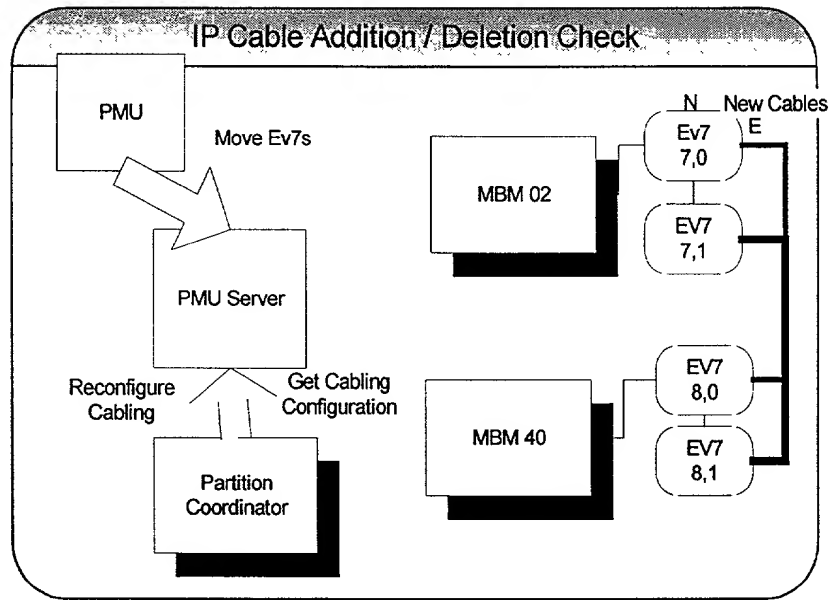 IP Cable Addition / Deletion Check
PMU
Move Ev7s
PMU Server
Reconfigure
Cabling
Get Cabling
Configuration
Partition
Coordinator
N New Cables
E
MBM 02
Ev7
7,0
EV7
7,1
MBM 40
EV7
8,0
EV7
8,1